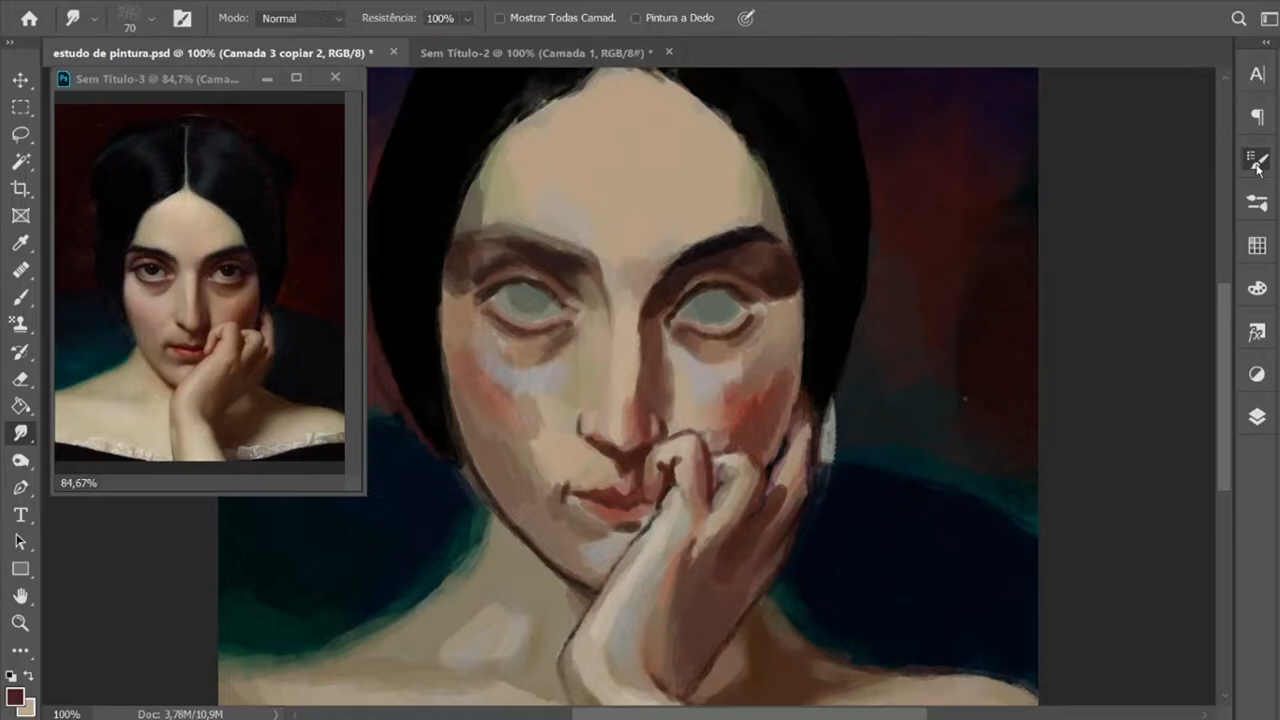 70
Modo: Normal
Resistência: 100%
Mostrar Todas Camad.
Pintura a Dedo
estudo de pintura.psd @ 100% (Camada 3 copiar 2, RGB/8) *
Sem Título-2 @ 100% (Camada 1, RGB/8#) *
Sem Título-3 @ 84,7% (Cama...
84,67%
100%
Doc: 3,78M/10,9M